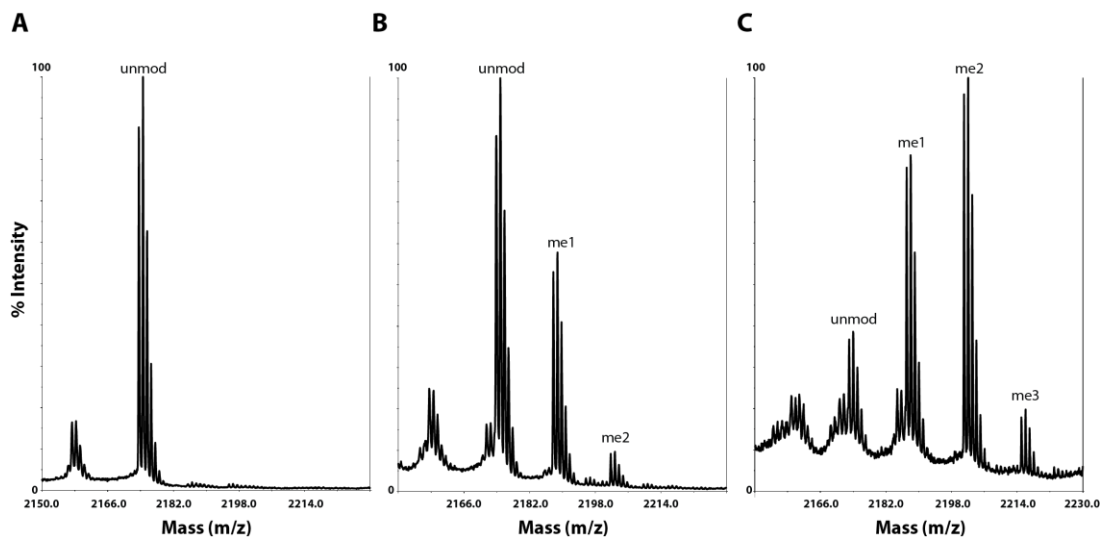 A
B
C
100
unmod
100
unmod
100
me2
me1
me1
unmod
me2
me3
% Intensity
0
0
0
2150.0 2166.0 2182.0 2198.0 2214.0
2166.0 2182.0 2198.0 2214.0
2166.0 2182.0 2198.0 2214.0 2230.0
Mass (m/z)
Mass (m/z)
Mass (m/z)